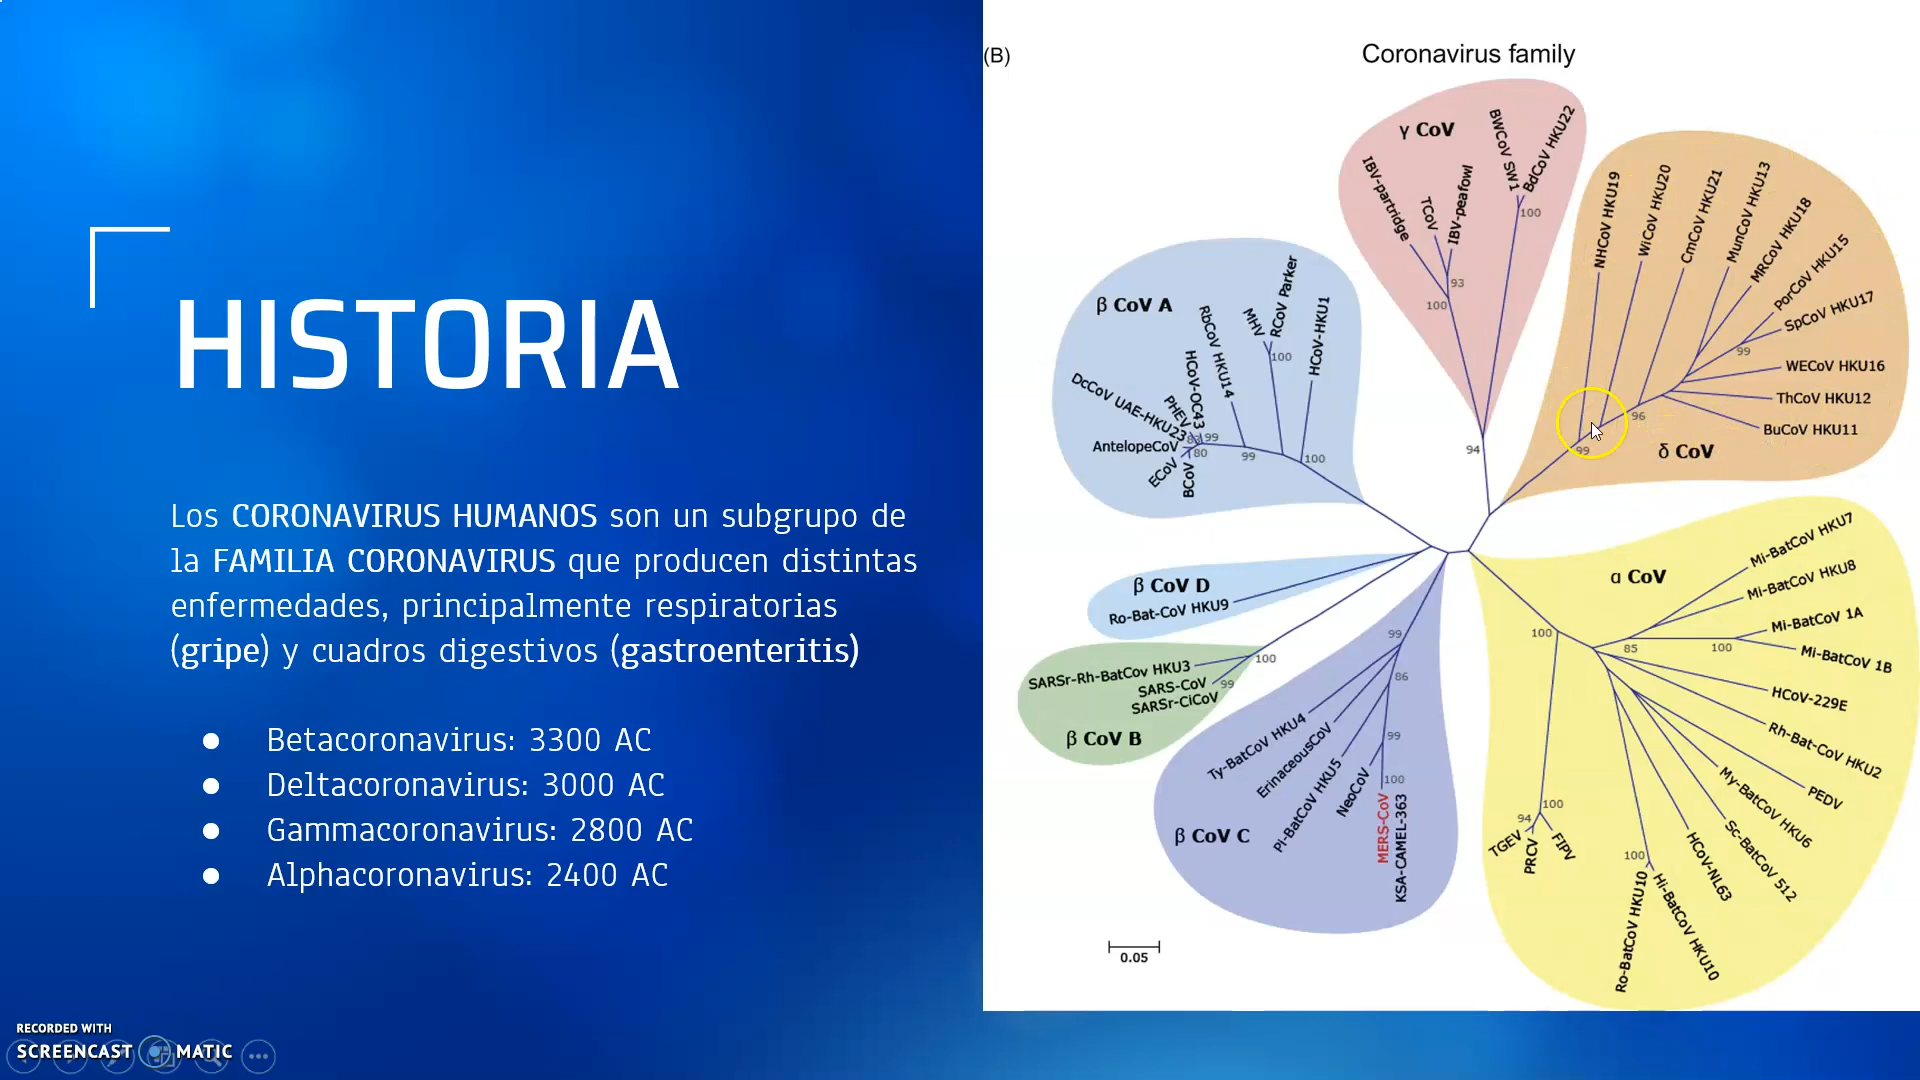 HISTORIA
Los CORONAVIRUS HUMANOS son un subgrupo de
la FAMILIA CORONAVIRUS que producen distintas
enfermedades, principalmente respiratorias
(gripe) y cuadros digestivos (gastroenteritis)
● Betacoronavirus: 3300 AC
● Deltacoronavirus: 3000 AC
● Gammacoronavirus: 2800 AC
● Alphacoronavirus: 2400 AC
RECORDED WITH
SCREENCAST MATIC
(B)
Coronavirus family
γ CoV
IBV-partridge
TCoV
IBV-peafowl
BWCoV SW1
BdCoV HKU22
100
93
100
94
δ CoV
NHCoV HKU19
WiCoV HKU20
CmCoV HKU21
MunCoV HKU13
MRCoV HKU18
PorCoV HKU15
SpCoV HKU17
WECoV HKU16
ThCoV HKU12
BuCoV HKU11
99
96
99
β CoV A
DcCoV UAE-HKU23
PHEV
HCoV-OC43
RbCoV HKU14
MHV
RCoV Parker
HCoV-HKU1
AntelopeCoV
ECoV
BCoV
83
99
80
99
100
100
β CoV D
Ro-Bat-CoV HKU9
SARSr-Rh-BatCov HKU3
SARS-CoV
SARSr-CiCoV
100
99
β CoV B
β CoV C
Ty-BatCoV HKU4
ErinaceousCoV
Pi-BatCoV HKU5
NeoCoV
MERS-CoV
KSA-CAMEL-363
99
86
99
100
α CoV
Mi-BatCoV HKU7
Mi-BatCoV HKU8
Mi-BatCoV 1A
Mi-BatCoV 1B
HCoV-229E
Rh-Bat-CoV HKU2
PEDV
My-BatCoV HKU6
Sc-BatCoV 512
HCoV-NL63
Hi-BatCoV HKU10
Ro-BatCoV HKU10
FIPV
PRCV
TGEV
100
85
100
100
94
100
0.05